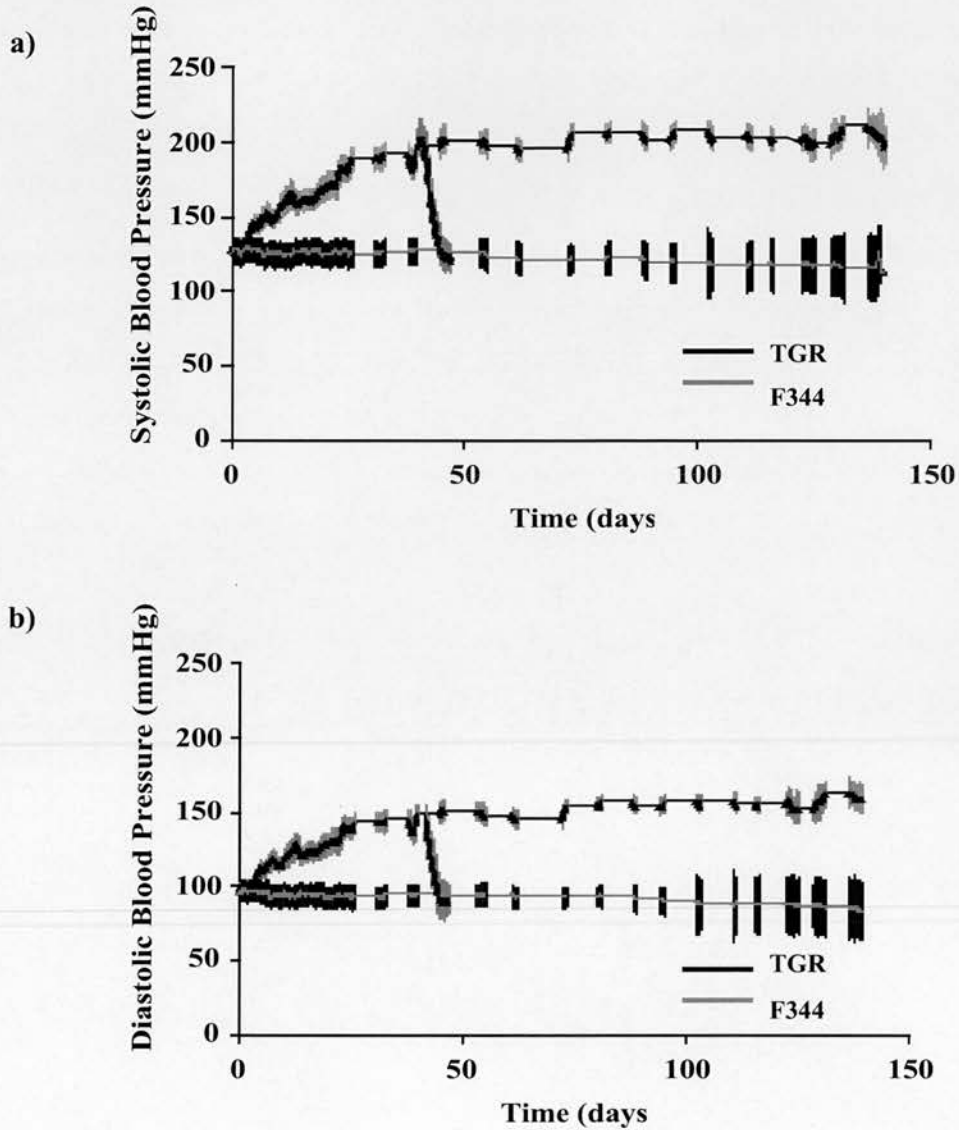 a)
Systolic Blood Pressure (mmHg)
250
200
150
100
50
0
TGR
F344
0 50 100 150
Time (days
b)
Diastolic Blood Pressure (mmHg)
250
200
150
100
50
0
TGR
F344
0 50 100 150
Time (days